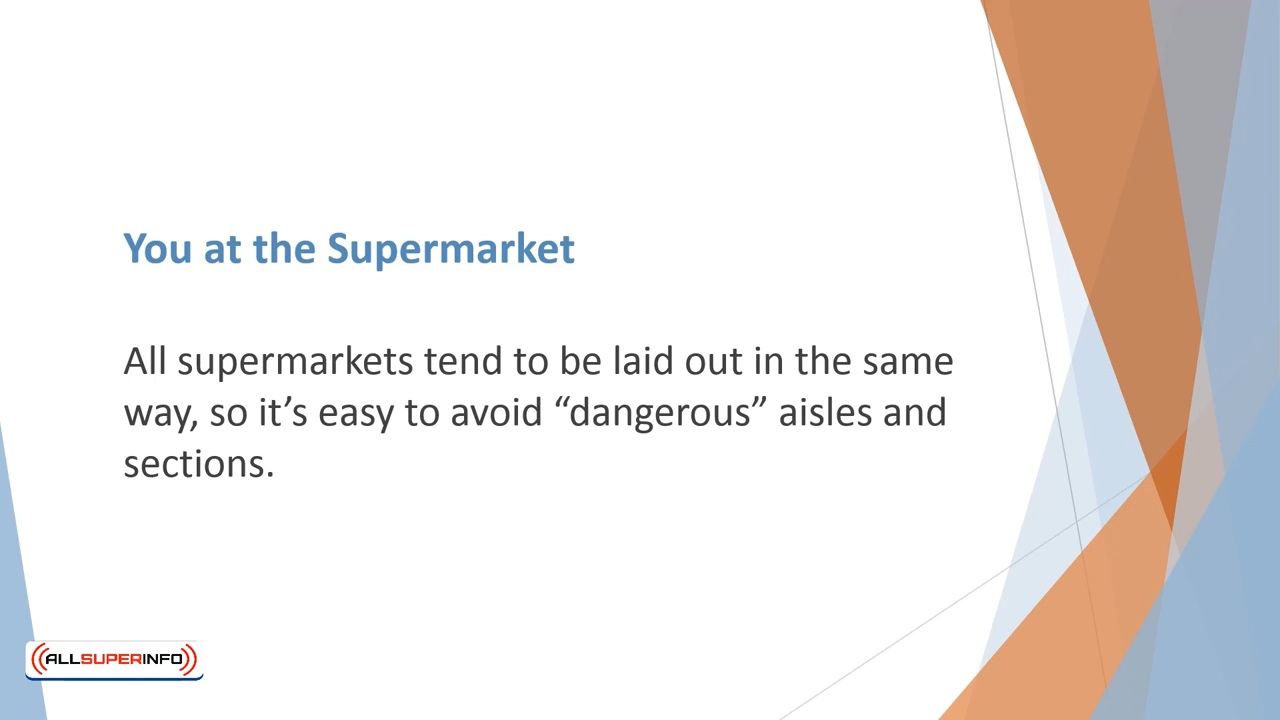 You at the Supermarket
All supermarkets tend to be laid out in the same
way, so it’s easy to avoid “dangerous” aisles and
sections.
ALLSUPERINFO